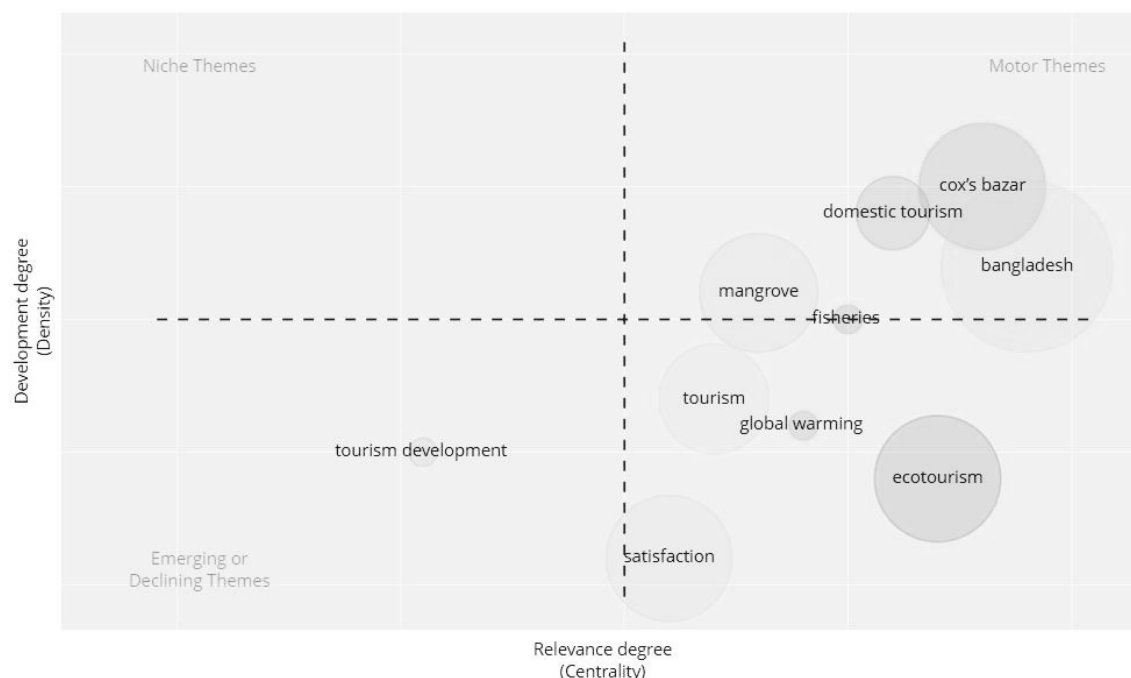 Niche Themes
Motor Themes
cox's bazar
domestic tourism
bangladesh
mangrove
fisheries
tourism
global warming
tourism development
ecotourism
satisfaction
Emerging or
Declining Themes
Development degree
(Density)
Relevance degree
(Centrality)